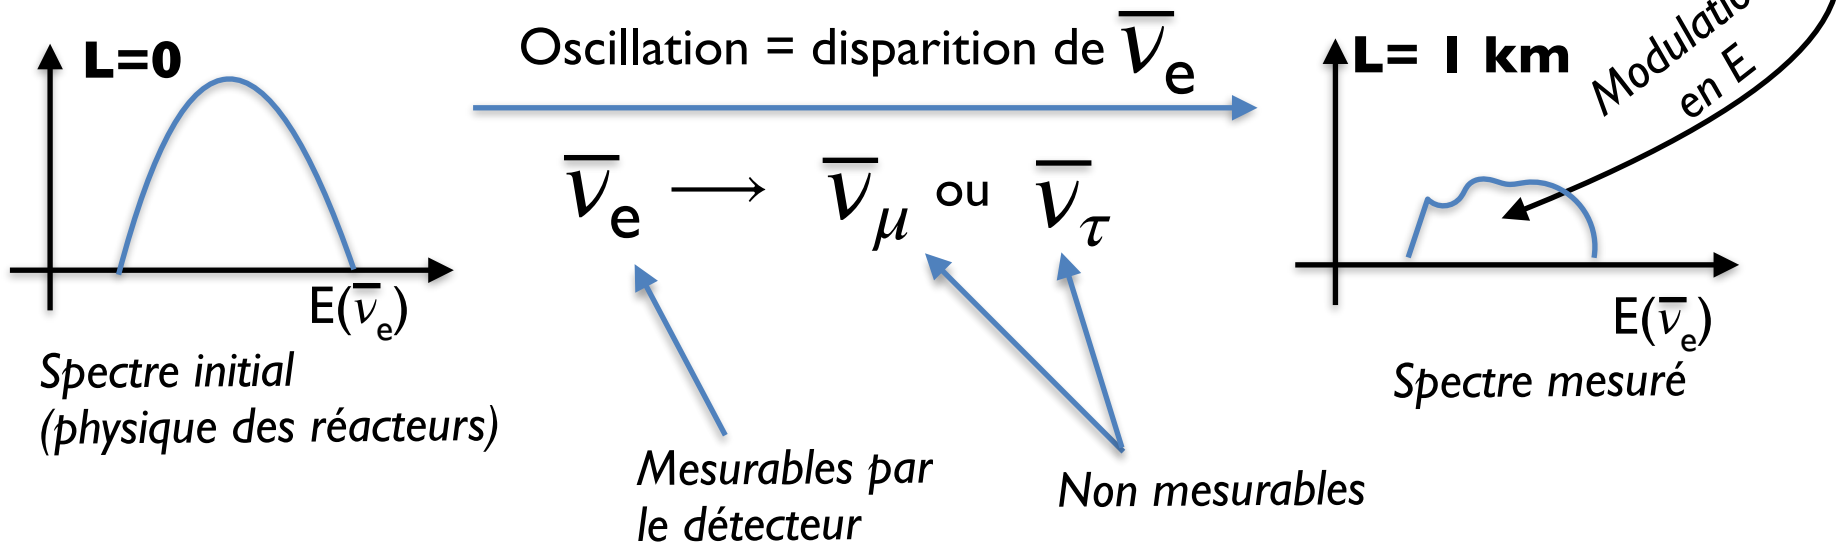 L=0
Oscillation = disparition de ν̅e
L= 1 km
en E
ν̅e ⟶ ν̅μ ou ν̅τ
E(ν̅e)
E(ν̅e)
Spectre initial
(physique des réacteurs)
Spectre mesuré
Mesurables par
le détecteur
Non mesurables